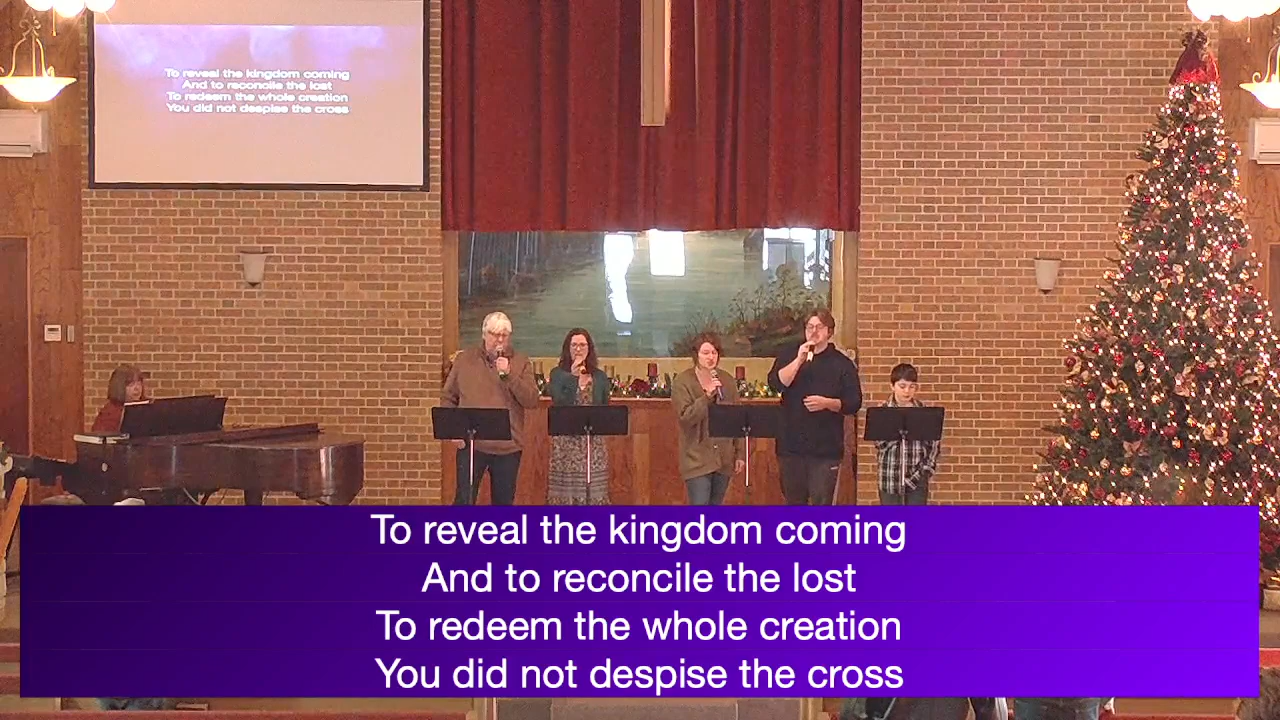 To reveal the kingdom coming
And to reconcile the lost
To redeem the whole creation
You did not despise the cross
To reveal the kingdom coming
And to reconcile the lost
To redeem the whole creation
You did not despise the cross